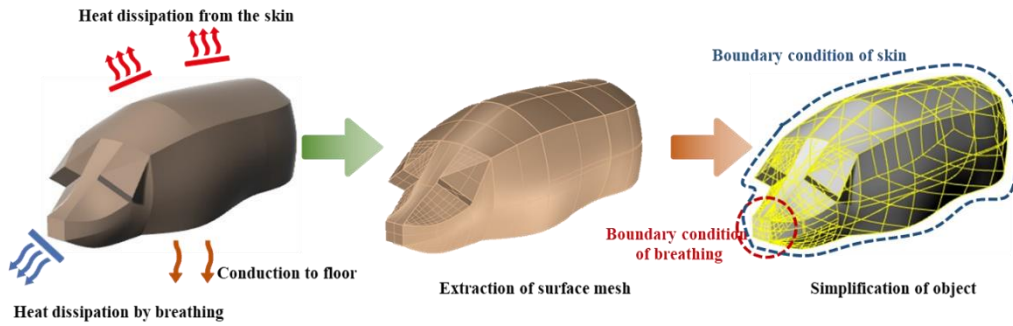 Heat dissipation from the skin
Boundary condition of skin
Boundary condition
of breathing
Conduction to floor
Extraction of surface mesh
Simplification of object
Heat dissipation by breathing